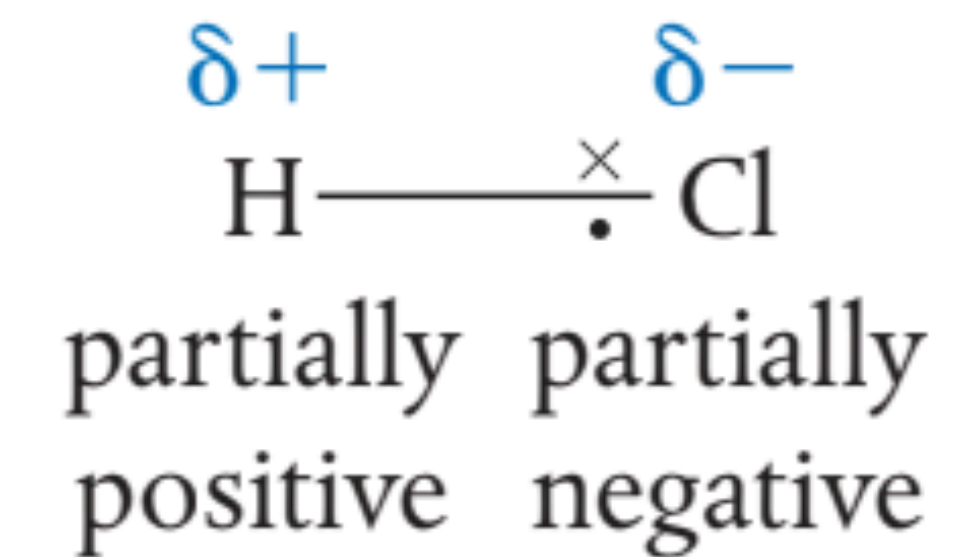 δ+ δ−
H × • Cl
partially partially
positive negative